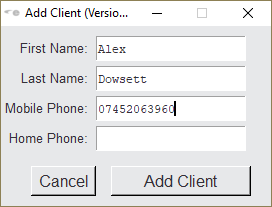 Add Client (Versio...
First Name: Alex
Last Name: Dowsett
Mobile Phone: 07452063960
Home Phone:
Cancel Add Client